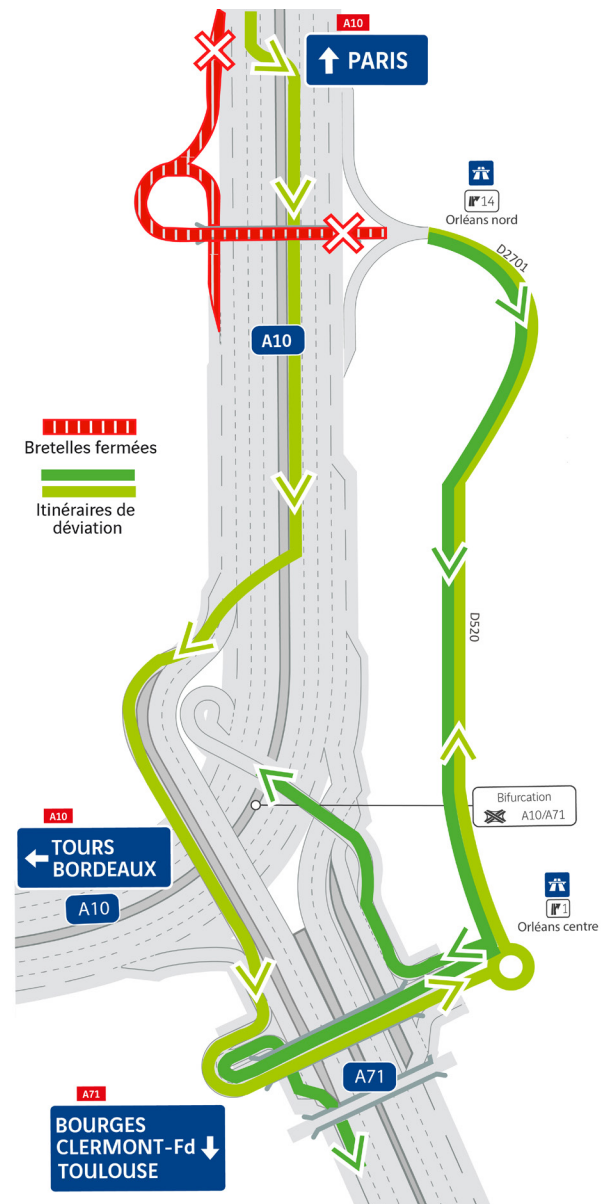 A10
PARIS
14
Orléans nord
D2701
A10
Bretelles fermées
Itinéraires de
déviation
D520
Bifurcation
A10/A71
A10
TOURS
BORDEAUX
A10
1
Orléans centre
A71
A71
BOURGES
CLERMONT-Fd
TOULOUSE